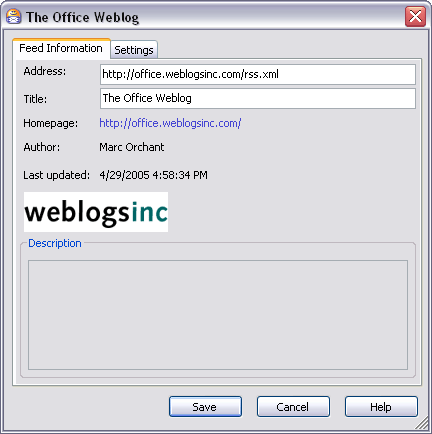 The Office Weblog
Feed Information Settings
Address: http://office.weblogsinc.com/rss.xml
Title: The Office Weblog
Homepage: http://office.weblogsinc.com/
Author: Marc Orchant
Last updated: 4/29/2005 4:58:34 PM
weblogsinc
Description
Save Cancel Help